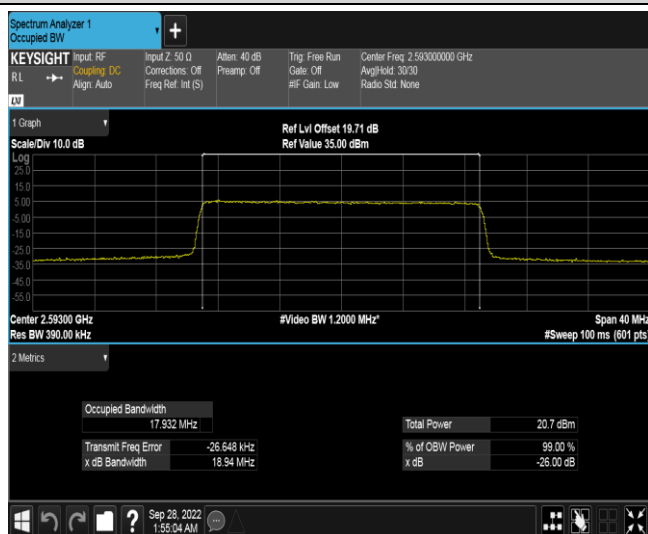 Spectrum Analyzer 1
Occupied BW
KEYSIGHT Input: RF Input Z: 50 Ω Atten: 40 dB Trig: Free Run Center Freq: 2.593000000 GHz
RL Coupling: DC Corrections: Off Preamp: Off Gate: Off Avg|Hold: 30/30
Align: Auto Freq Ref: Int (S) #IF Gain: Low Radio Std: None
LXI
1 Graph
Ref Lvl Offset 19.71 dB
Scale/Div 10.0 dB Ref Value 35.00 dBm
Log
25.0
15.0
5.00
-5.00
-15.0
-25.0
-35.0
-45.0
-55.0
Center 2.59300 GHz #Video BW 1.2000 MHz* Span 40 MHz
Res BW 390.00 kHz #Sweep 100 ms (601 pts)
2 Metrics
Occupied Bandwidth
17.932 MHz Total Power 20.7 dBm
Transmit Freq Error -26.648 kHz % of OBW Power 99.00 %
x dB Bandwidth 18.94 MHz x dB -26.00 dB
? Sep 28, 2022
1:55:04 AM